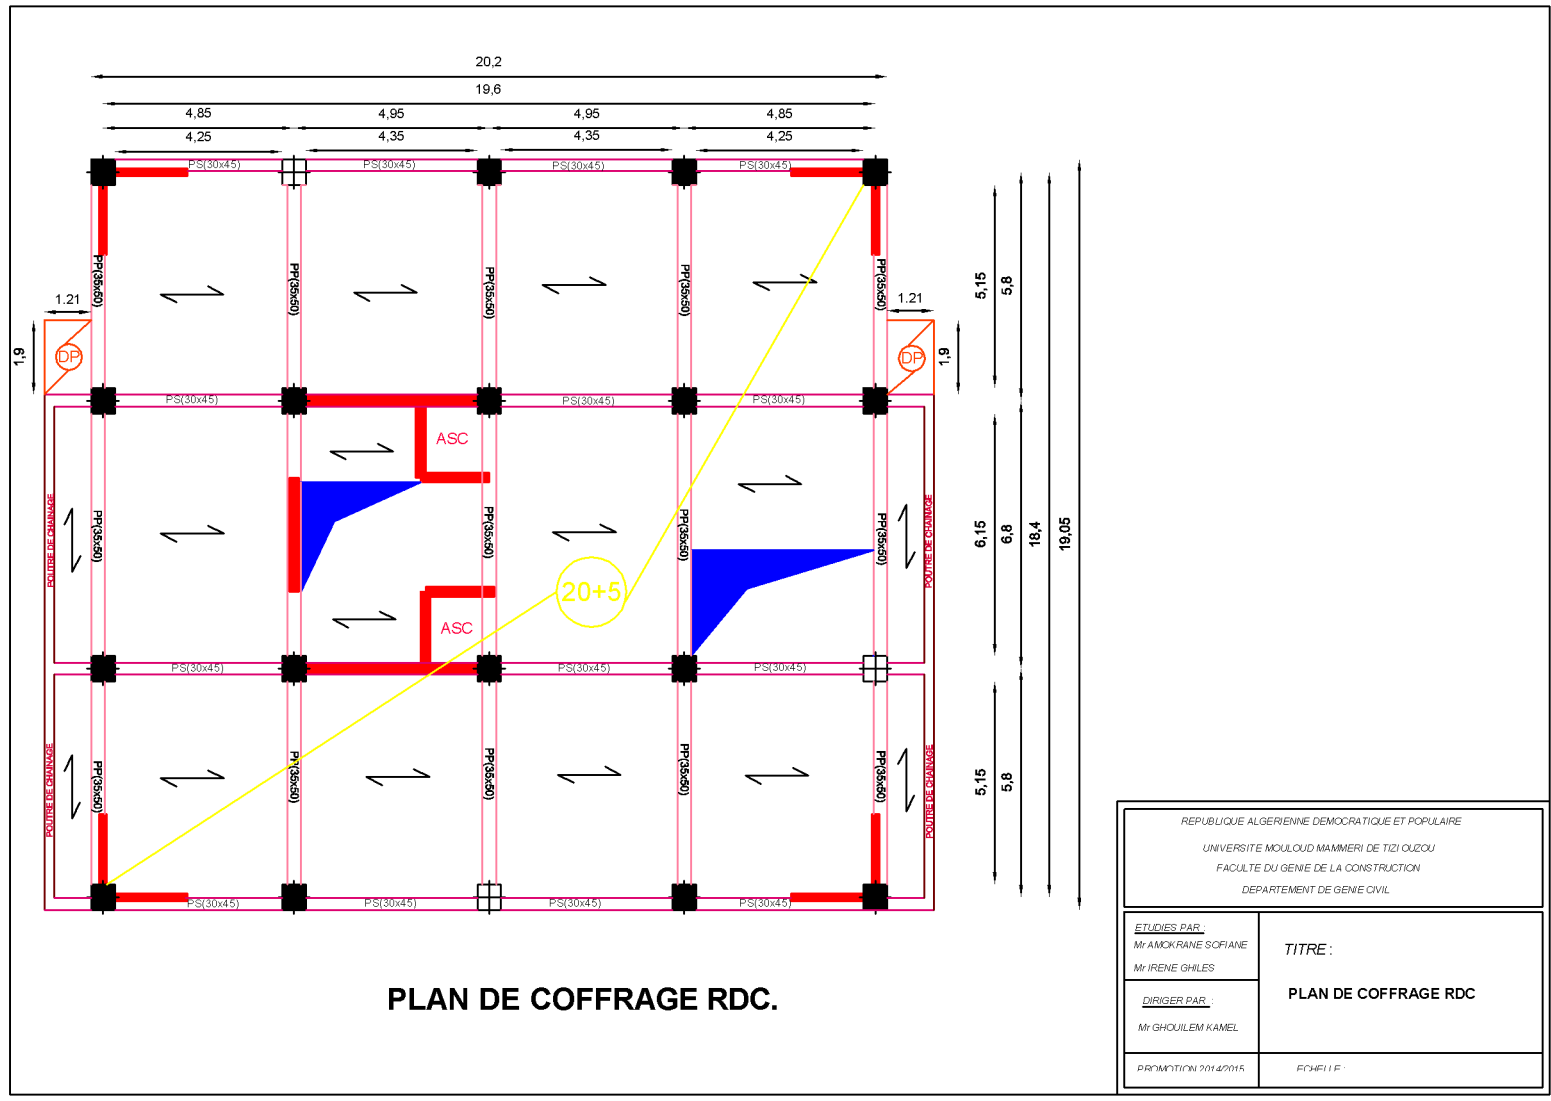 20,2
19,6
4,85 4,95 4,95 4,85
4,25 4,35 4,35 4,25
PS(30x45) PS(30x45) PS(30x45) PS(30x45)
PP(35x50) PP(35x50) PP(35x50) PP(35x50) PP(35x50)
5,15 5,8
1.21 1.21
1,9 DP DP 1,9
PS(30x45) PS(30x45) PS(30x45)
ASC
POUTRE DE CHAINAGE PP(35x50) PP(35x50) PP(35x50) PP(35x50) POUTRE DE CHAINAGE
6,15 6,8 18,4 19,05
20+5
ASC
PS(30x45) PS(30x45) PS(30x45)
POUTRE DE CHAINAGE PP(35x50) PP(35x50) PP(35x50) PP(35x50) PP(35x50) POUTRE DE CHAINAGE
5,15 5,8
PS(30x45) PS(30x45) PS(30x45) PS(30x45)
PLAN DE COFFRAGE RDC.
REPUBLIQUE ALGERIENNE DEMOCRATIQUE ET POPULAIRE
UNIVERSITE MOULOUD MAMMERI DE TIZI OUZOU
FACULTE DU GENIE DE LA CONSTRUCTION
DEPARTEMENT DE GENIE CIVIL
ETUDIES PAR :
Mr AMOKRANE SOFIANE
Mr IRENE GHILES
DIRIGER PAR :
Mr GHOUILEM KAMEL
PROMOTION 2014/2015
TITRE :
PLAN DE COFFRAGE RDC
ECHELLE :